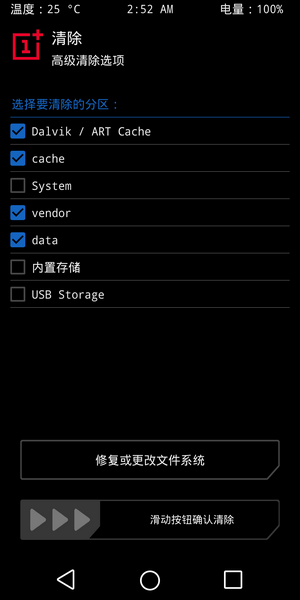 温度：25 °C 2:52 AM 电量：100%
清除
高级清除选项
选择要清除的分区：
Dalvik / ART Cache
cache
System
vendor
data
内置存储
USB Storage
修复或更改文件系统
滑动按钮确认清除